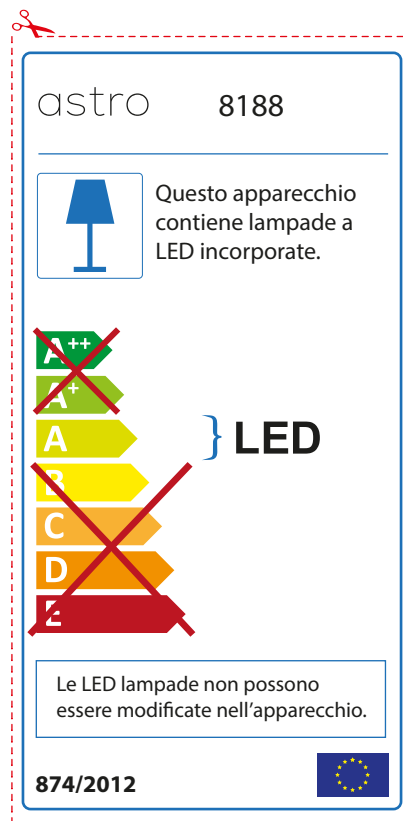 astro 8188
Questo apparecchio
contiene lampade a
LED incorporate.
A++
A+
A
} LED
B
C
D
E
Le LED lampade non possono
essere modificate nell'apparecchio.
874/2012